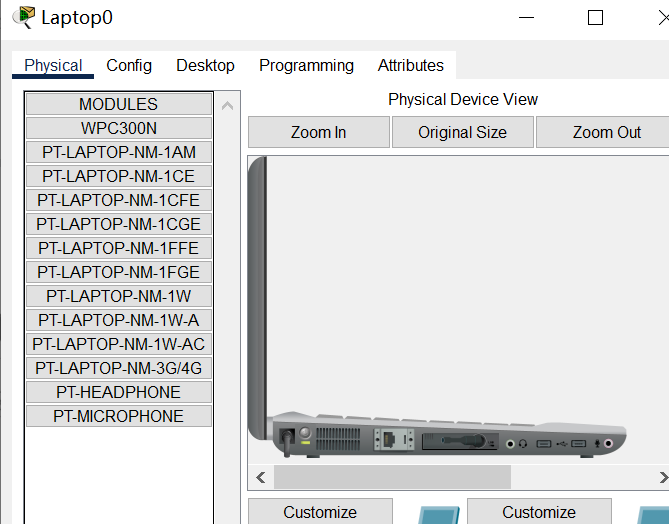 Laptop0
Physical Config Desktop Programming Attributes
MODULES
WPC300N
PT-LAPTOP-NM-1AM
PT-LAPTOP-NM-1CE
PT-LAPTOP-NM-1CFE
PT-LAPTOP-NM-1CGE
PT-LAPTOP-NM-1FFE
PT-LAPTOP-NM-1FGE
PT-LAPTOP-NM-1W
PT-LAPTOP-NM-1W-A
PT-LAPTOP-NM-1W-AC
PT-LAPTOP-NM-3G/4G
PT-HEADPHONE
PT-MICROPHONE
Physical Device View
Zoom In Original Size Zoom Out
Customize Customize